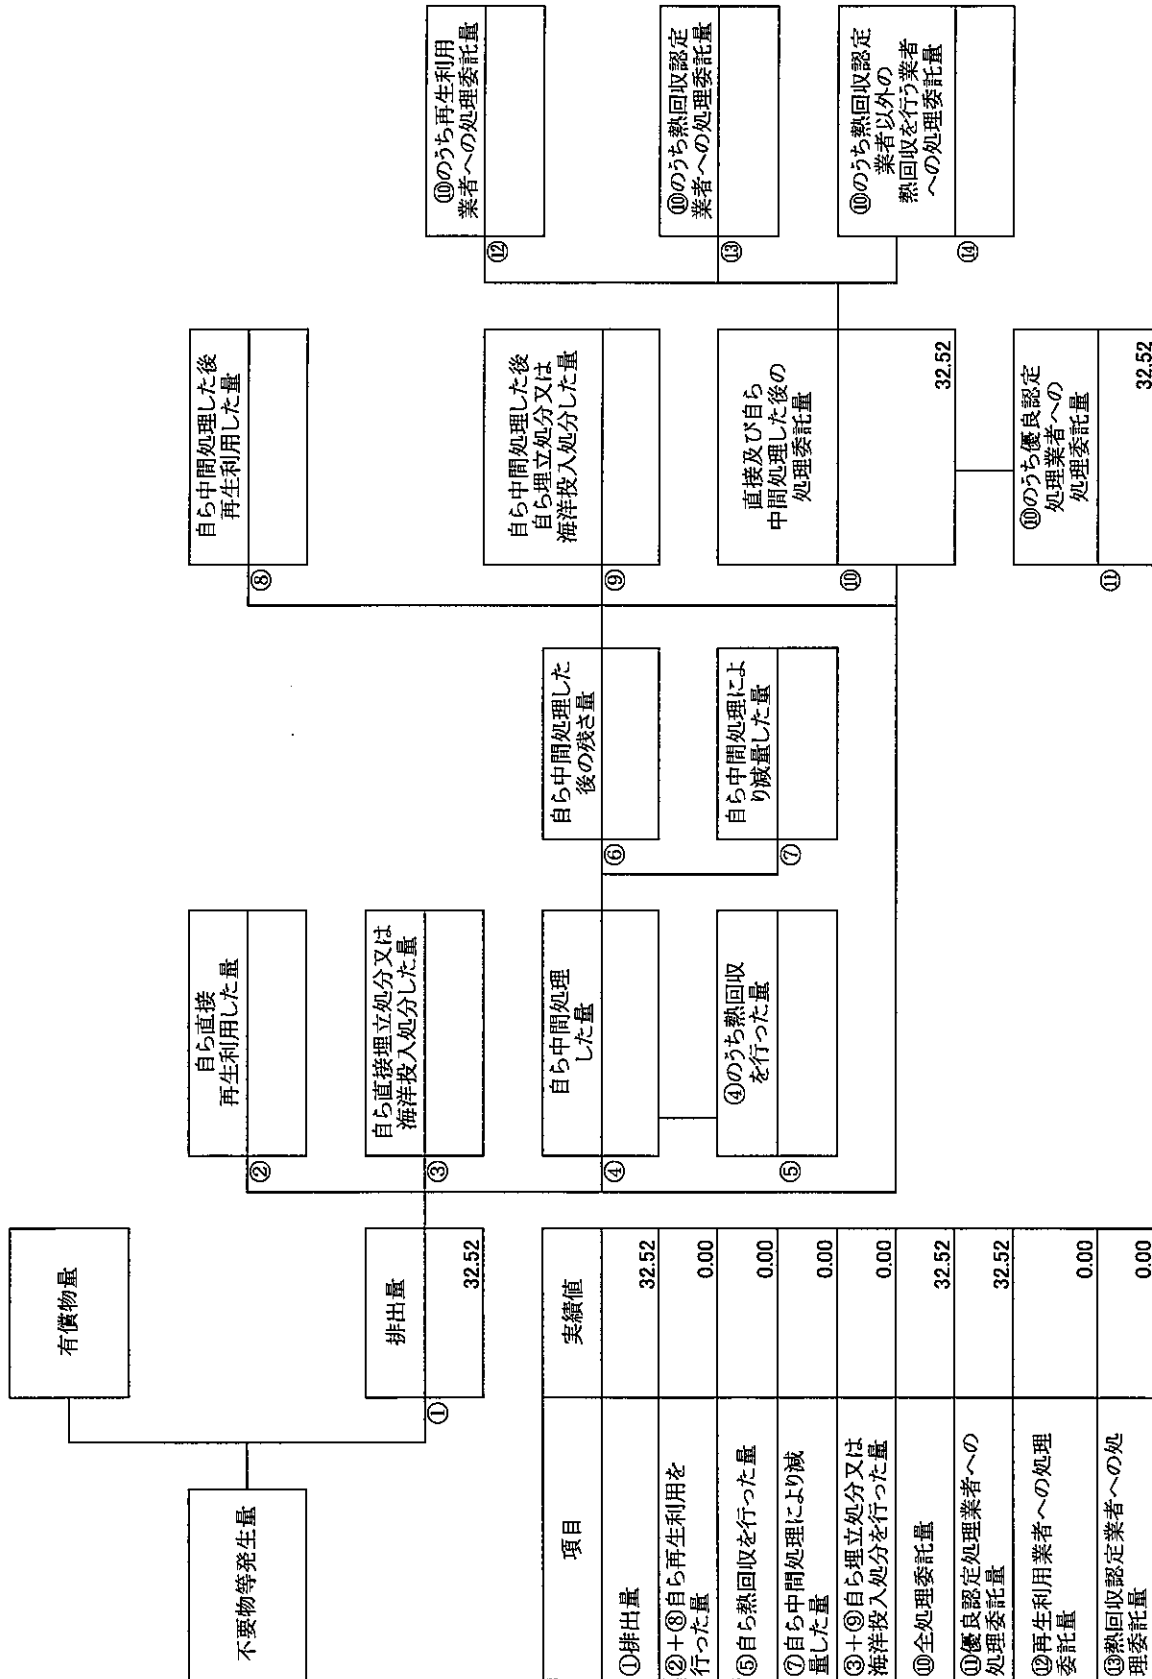 不要物等発生量
有償物量
排出量
①
32.52
自ら直接
再生利用した量
②
自ら直接埋立処分又は
海洋投入処分した量
③
自ら中間処理
した量
④
④のうち熱回収
を行った量
⑤
自ら中間処理した
後の残さ量
⑥
自ら中間処理によ
り減量した量
⑦
自ら中間処理した後
再生利用した量
⑧
自ら中間処理した後
自ら埋立処分又は
海洋投入処分した量
⑨
直接及び自ら
中間処理した後の
処理委託量
⑩
32.52
⑩のうち優良認定
処理業者への
処理委託量
⑪
32.52
⑩のうち再生利用
業者への処理委託量
⑫
⑩のうち熱回収認定
業者への処理委託量
⑬
⑩のうち熱回収認定
業者以外の
熱回収を行う業者
への処理委託量
⑭
項目 実績値
①排出量 32.52
②+⑧自ら再生利用を
行った量 0.00
⑤自ら熱回収を行った量 0.00
⑦自ら中間処理により減
量した量 0.00
③+⑨自ら埋立処分又は
海洋投入処分を行った量 0.00
⑩全処理委託量 32.52
⑪優良認定処理業者への
処理委託量 32.52
⑫再生利用業者への処理
委託量 0.00
⑬熱回収認定業者への処
理委託量 0.00